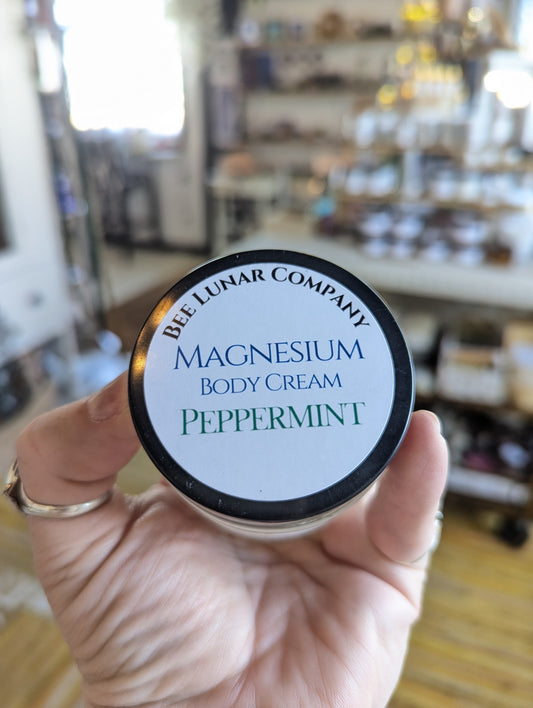 Bee Lunar Company
Magnesium
Body Cream
Peppermint